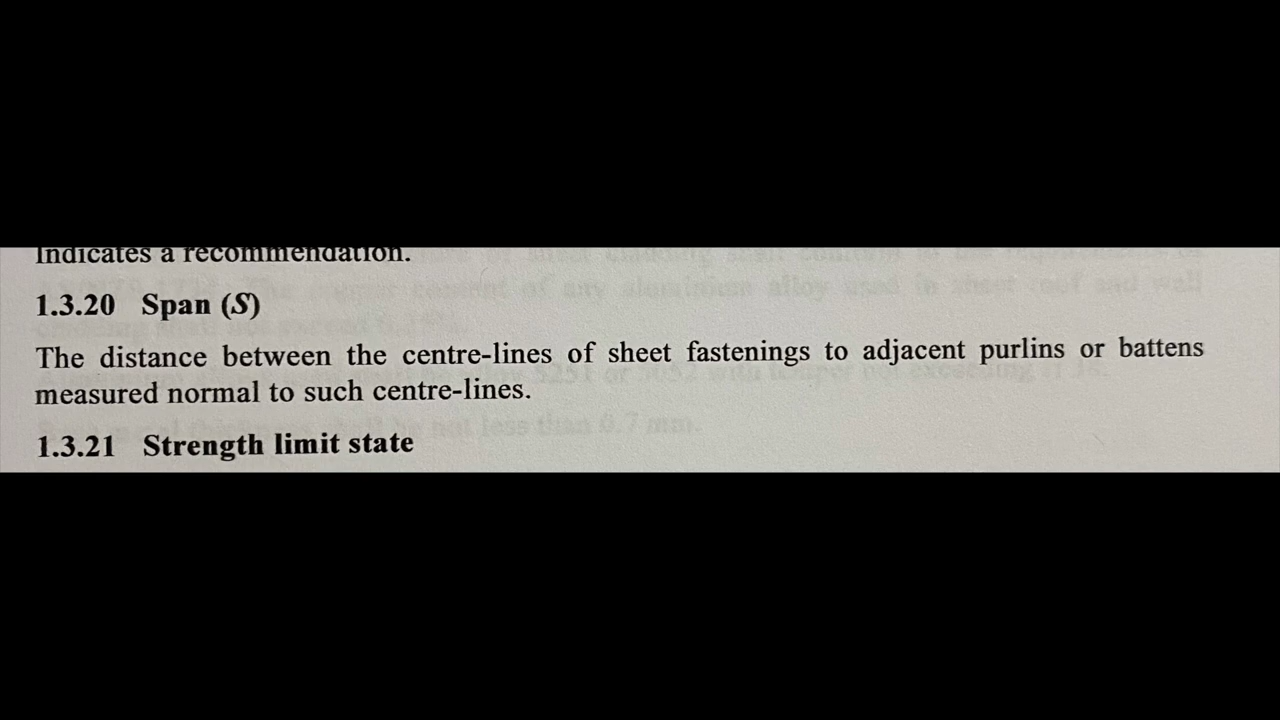 Indicates a recommendation.
1.3.20 Span (S)
The distance between the centre-lines of sheet fastenings to adjacent purlins or battens
measured normal to such centre-lines.
1.3.21 Strength limit state